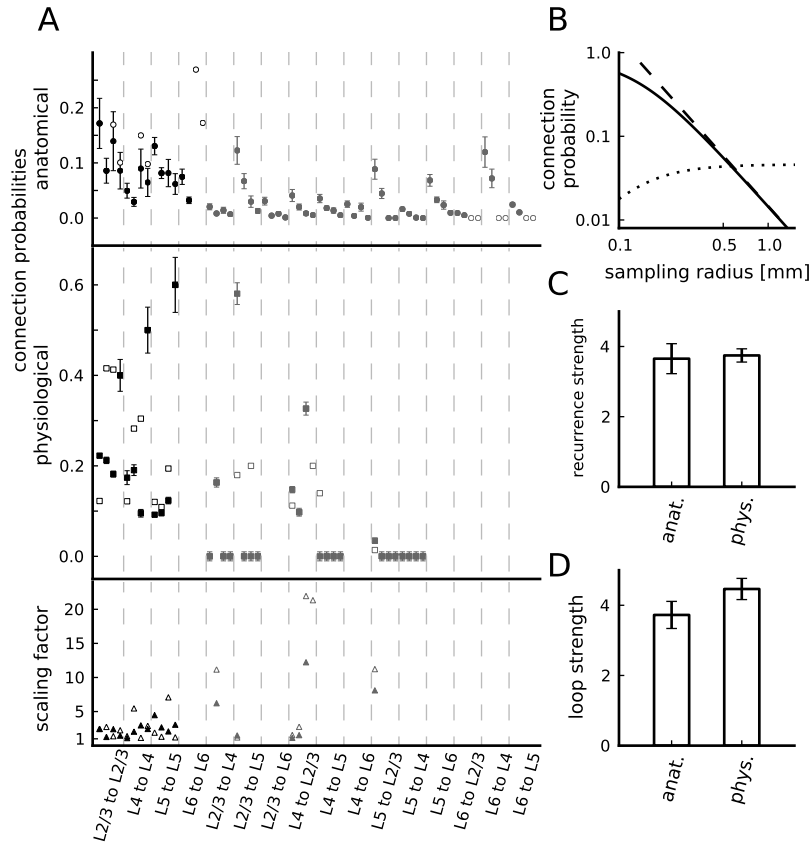 A
connection probabilities
anatomical
0.2
0.1
0.0
physiological
0.6
0.4
0.2
0.0
scaling factor
20
15
10
5
1
L2/3 to L2/3
L4 to L4
L5 to L5
L6 to L6
L2/3 to L4
L2/3 to L5
L2/3 to L6
L4 to L2/3
L4 to L5
L4 to L6
L5 to L2/3
L5 to L4
L5 to L6
L6 to L2/3
L6 to L4
L6 to L5
B
connection
probability
1.0
0.1
0.01
0.1
0.5
1.0
sampling radius [mm]
C
recurrence strength
4
2
0
anat.
phys.
D
loop strength
4
2
0
anat.
phys.